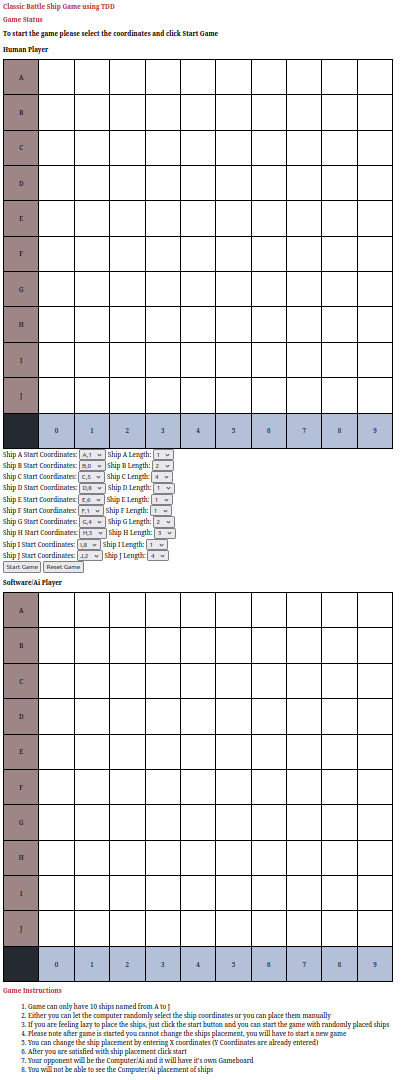 Classic Battle Ship Game using TDD
Game Status
To start the game please select the coordinates and click Start Game
Human Player
A
B
C
D
E
F
G
H
I
J
0 1 2 3 4 5 6 7 8 9
Ship A Start Coordinates: A,1 Ship A Length: 1
Ship B Start Coordinates: B,0 Ship B Length: 2
Ship C Start Coordinates: C,5 Ship C Length: 4
Ship D Start Coordinates: D,8 Ship D Length: 1
Ship E Start Coordinates: E,6 Ship E Length: 1
Ship F Start Coordinates: F,1 Ship F Length: 1
Ship G Start Coordinates: G,4 Ship G Length: 2
Ship H Start Coordinates: H,5 Ship H Length: 3
Ship I Start Coordinates: I,8 Ship I Length: 1
Ship J Start Coordinates: J,2 Ship J Length: 4
Start Game Reset Game
Software/Ai Player
A
B
C
D
E
F
G
H
I
J
0 1 2 3 4 5 6 7 8 9
Game Instructions
1. Game can only have 10 ships named from A to J
2. Either you can let the computer randomly select the ship coordinates or you can place them manually
3. If you are feeling lazy to place the ships, just click the start button and you can start the game with randomly placed ships
4. Please note after game is started you cannot change the ships placement, you will have to start a new game
5. You can change the ship placement by entering X coordinates (Y Coordinates are already entered)
6. After you are satisfied with ship placement click start
7. Your opponent will be the Computer/Ai and it will have it's own Gameboard
8. You will not be able to see the Computer/Ai placement of ships